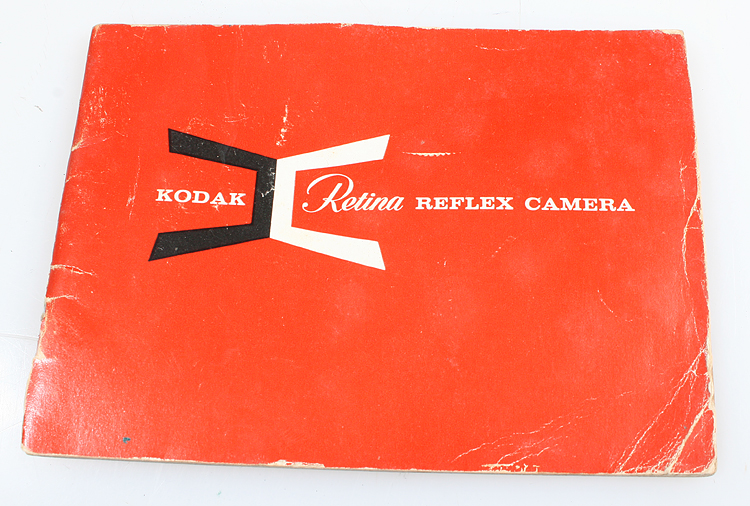 KODAK Retina REFLEX CAMERA